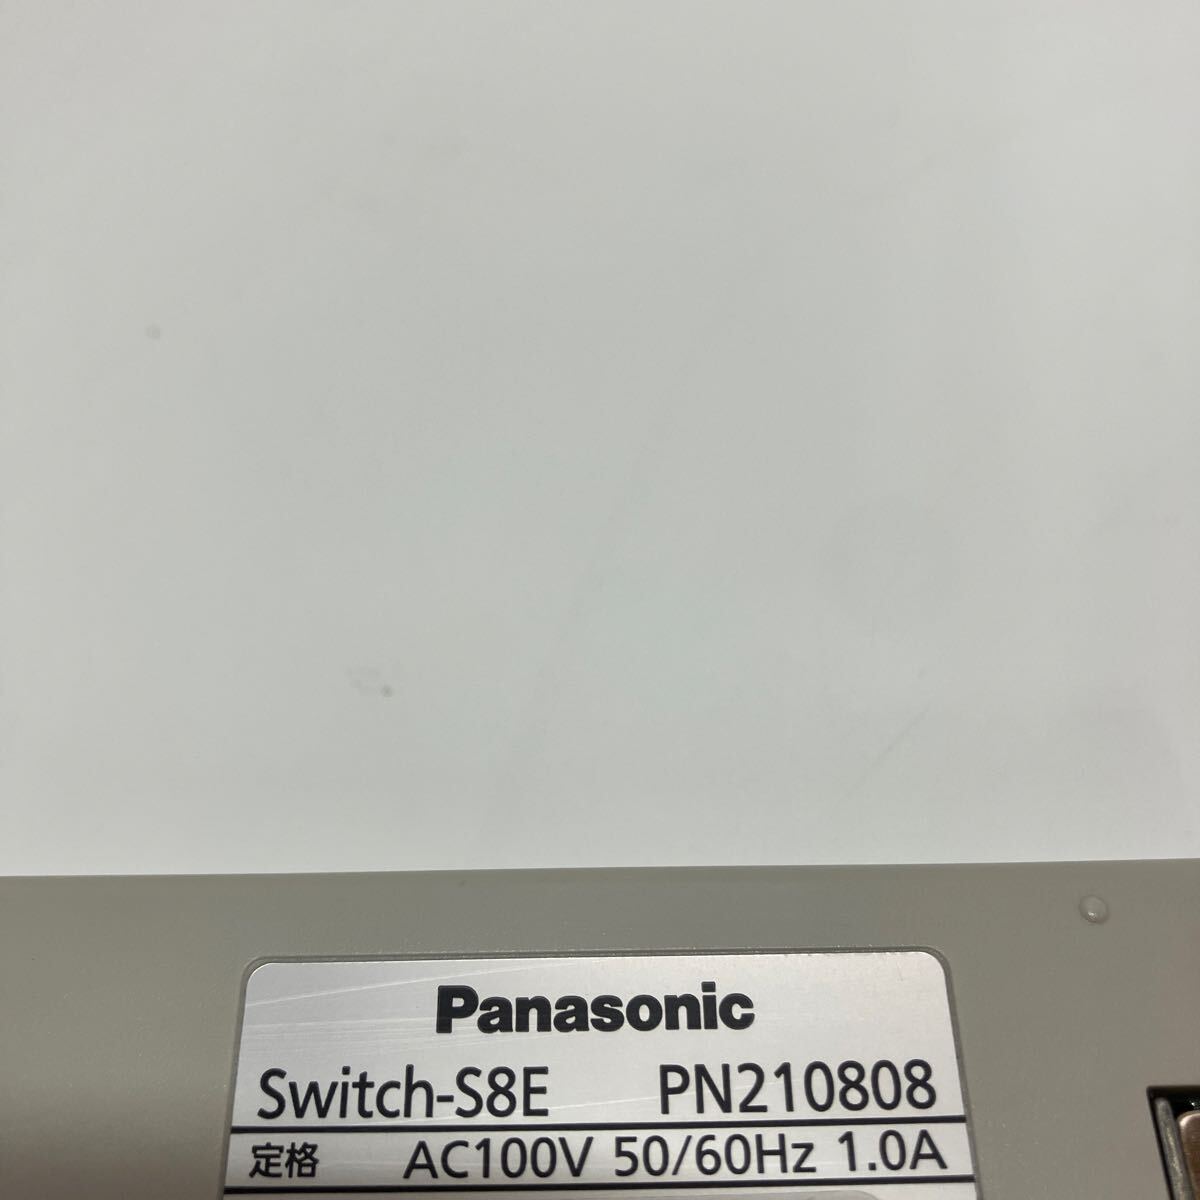 Panasonic
Switch-S8E PN210808
定格 AC100V 50/60Hz 1.0A